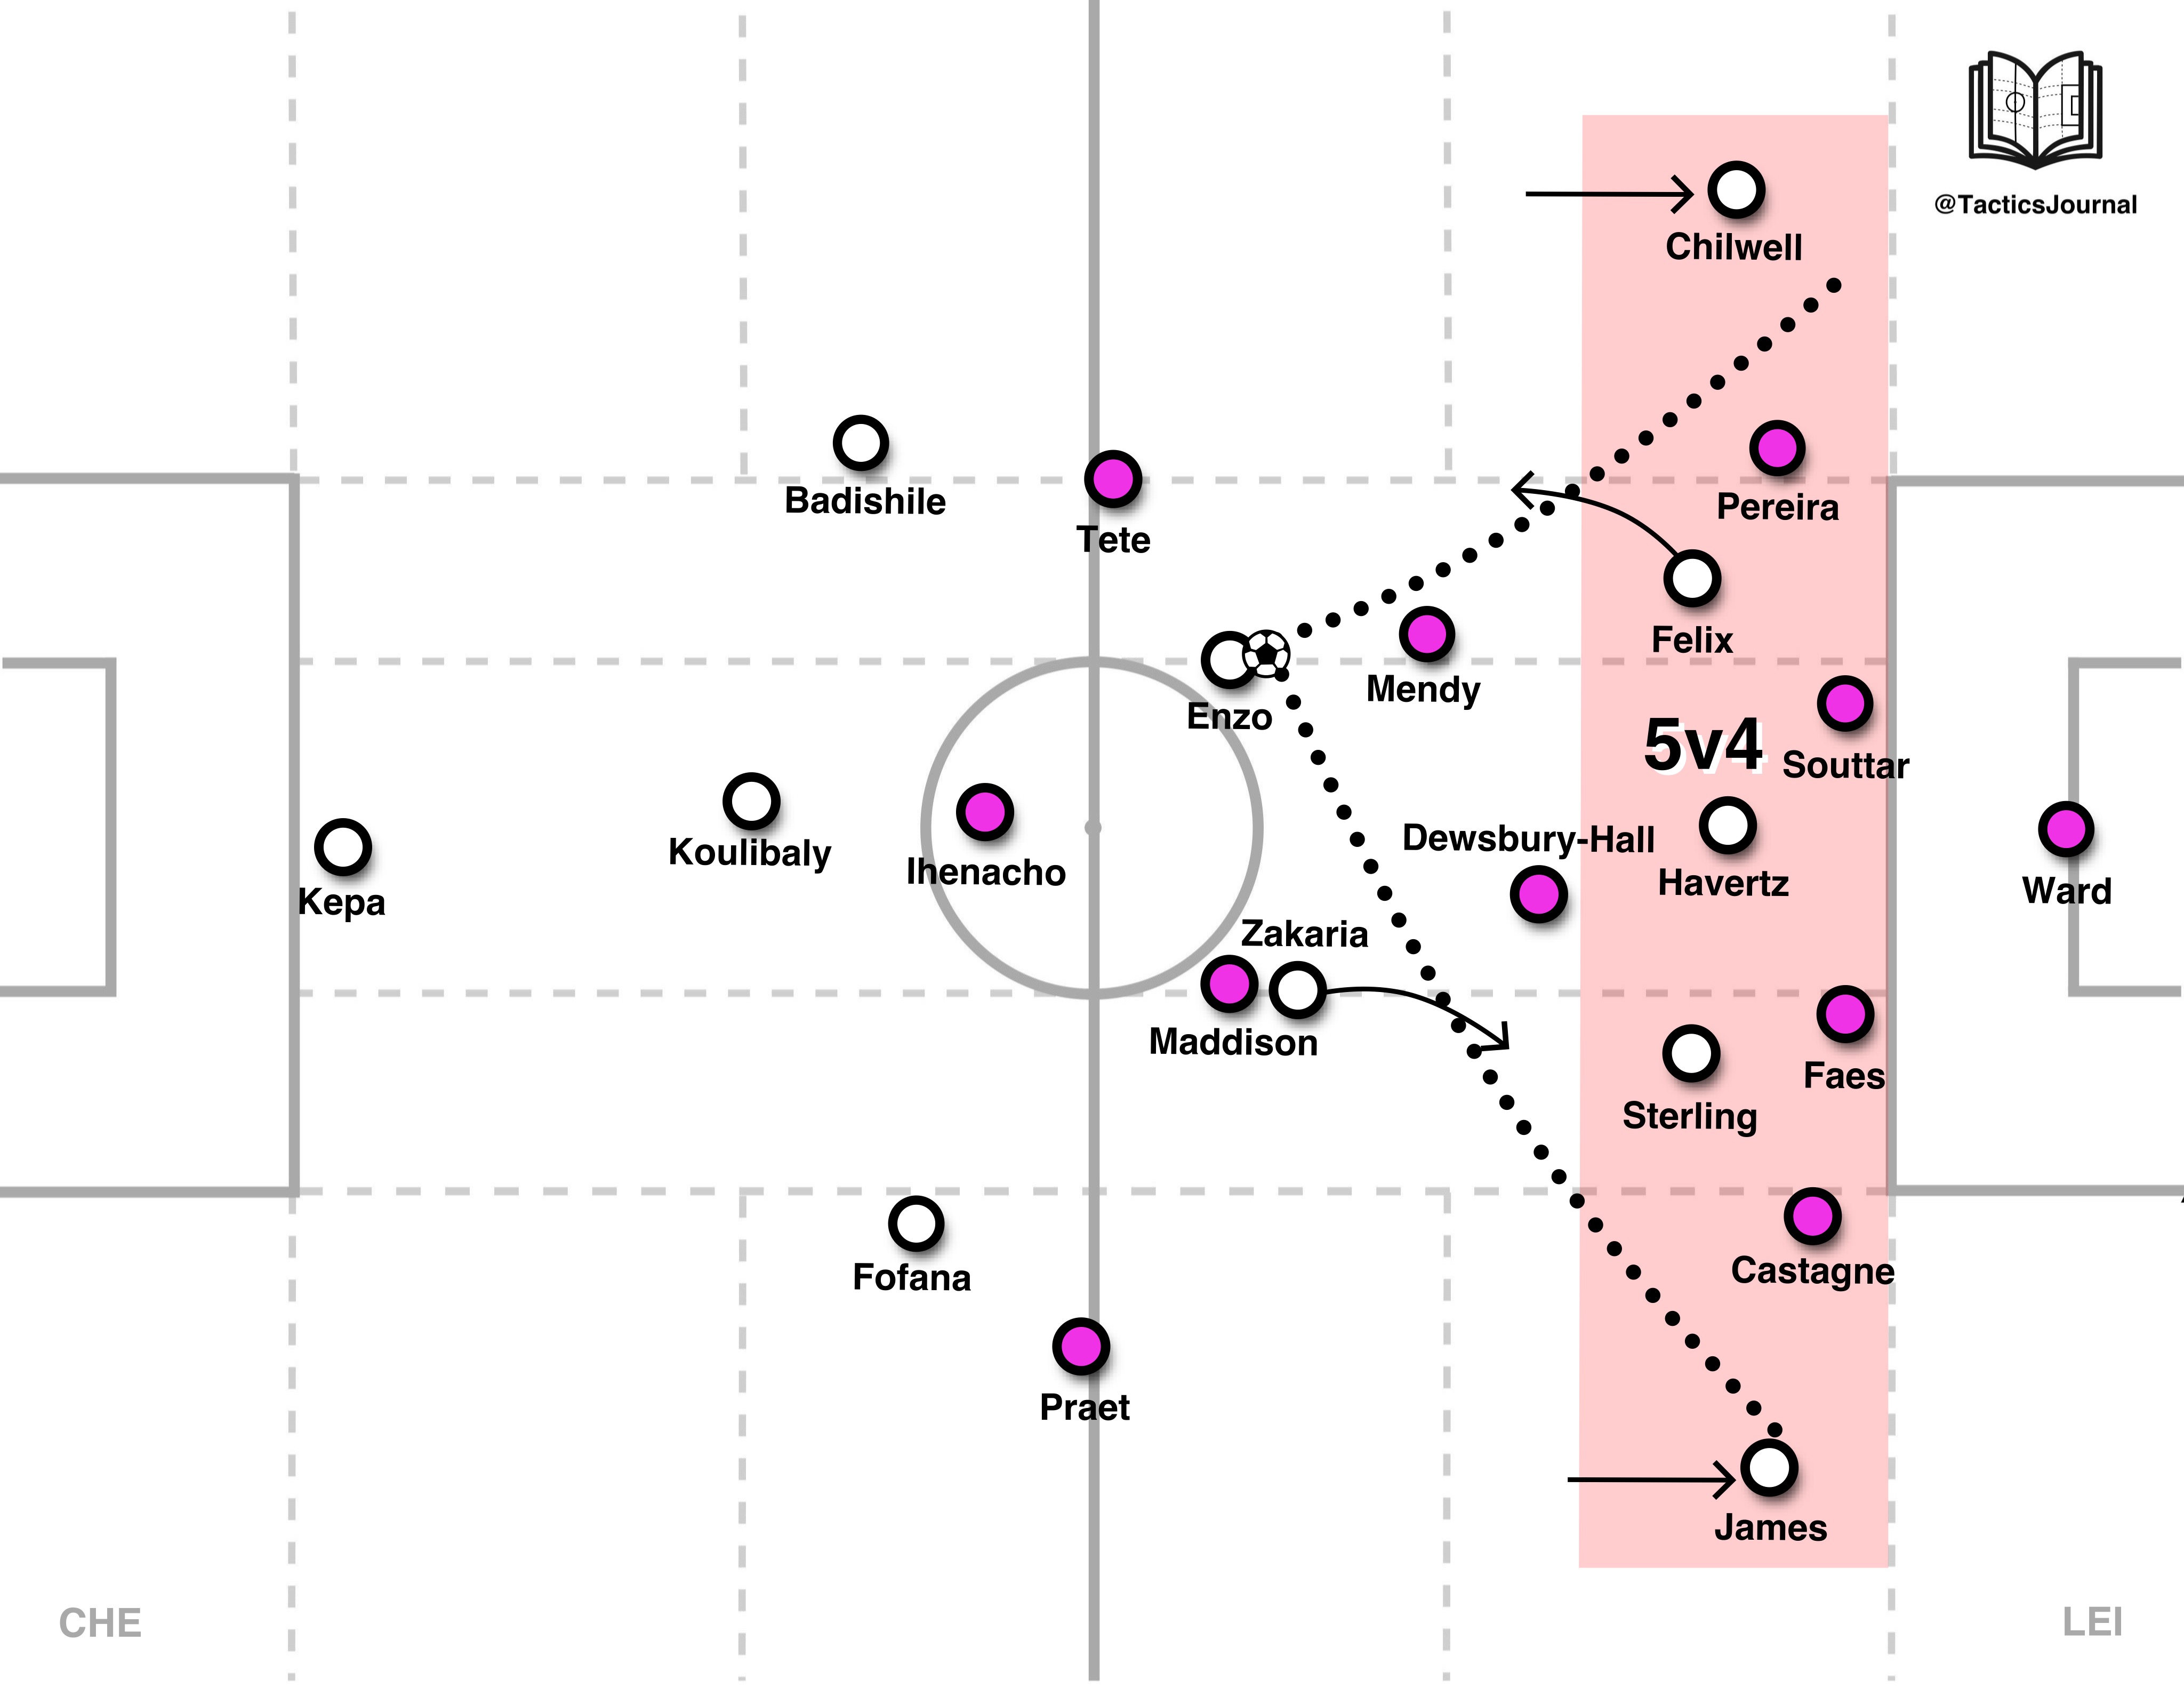 @TacticsJournal
Chilwell
Badishile
Pereira
Tete
Felix
Mendy
Enzo
5v4
Souttar
Dewsbury-Hall
Koulibaly
Ihenacho
Havertz
Ward
Kepa
Zakaria
Maddison
Faes
Sterling
Fofana
Castagne
Praet
James
CHE
LEI